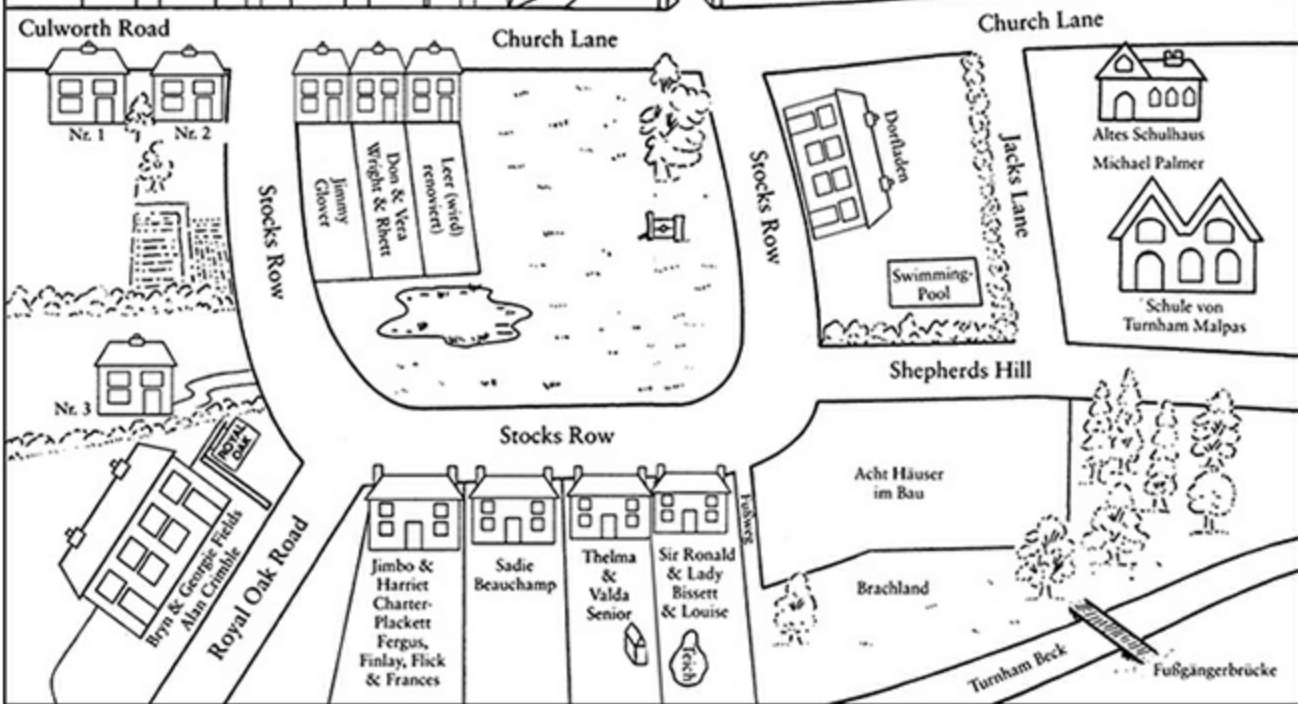 Culworth Road
Church Lane
Church Lane
Nr. 1
Nr. 2
Stocks Row
Jimmy
Glover
Don & Vera
Wright & Rhett
Leer (wird)
renoviert)
Stocks Row
Dorfladen
Jacks Lane
Altes Schulhaus
Michael Palmer
Swimming-
Pool
Schule von
Turnham Malpas
Nr. 3
Shepherds Hill
ROYAL
OAK
Stocks Row
Bryn & Georgie Fields
Alan Crimble
Royal Oak Road
Jimbo &
Harriet
Charter-
Plackett
Fergus,
Finlay, Flick
& Frances
Sadie
Beauchamp
Thelma
&
Valda
Senior
Sir Ronald
& Lady
Bissett
& Louise
Teich
Fußweg
Acht Häuser
im Bau
Brachland
Turnham Beck
Fußgängerbrücke